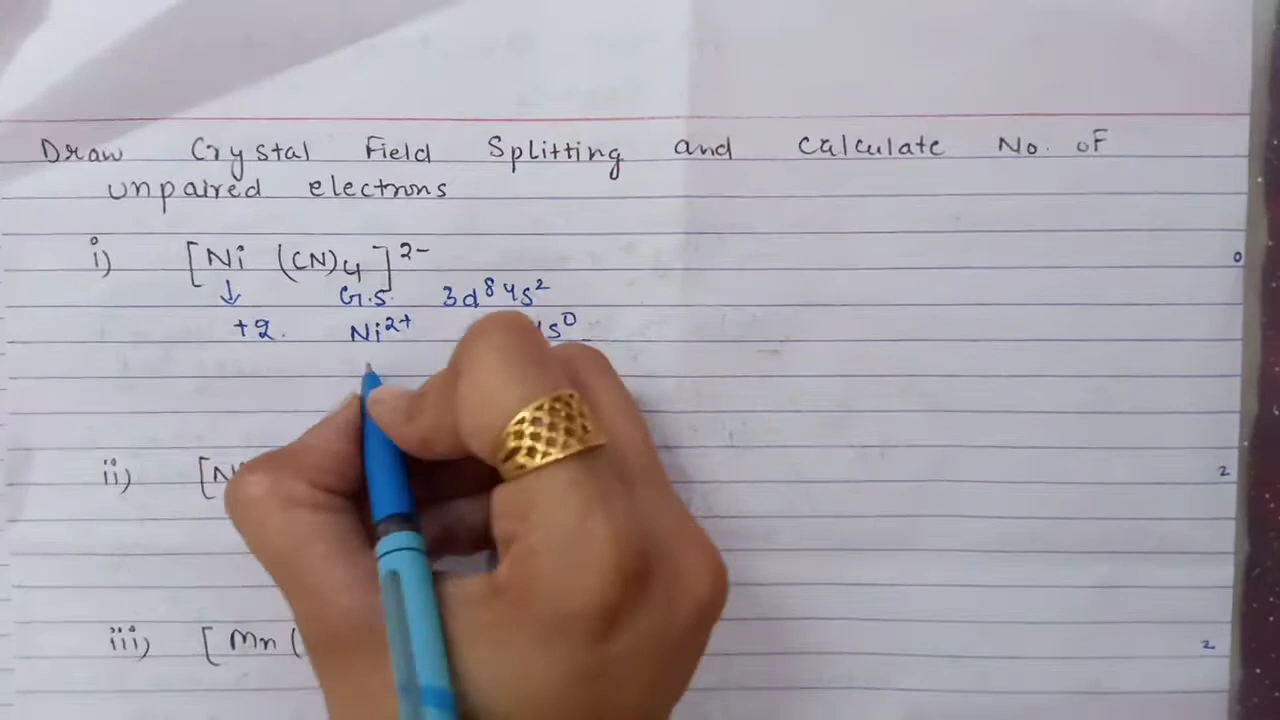 Draw Crystal Field Splitting and Calculate No. of
unpaired electrons
i) [Ni (CN)4]2-
0
↓ G.S. 3d8 4s2
+2. Ni2+ s0
ii) [N
2
iii) [Mn (
2